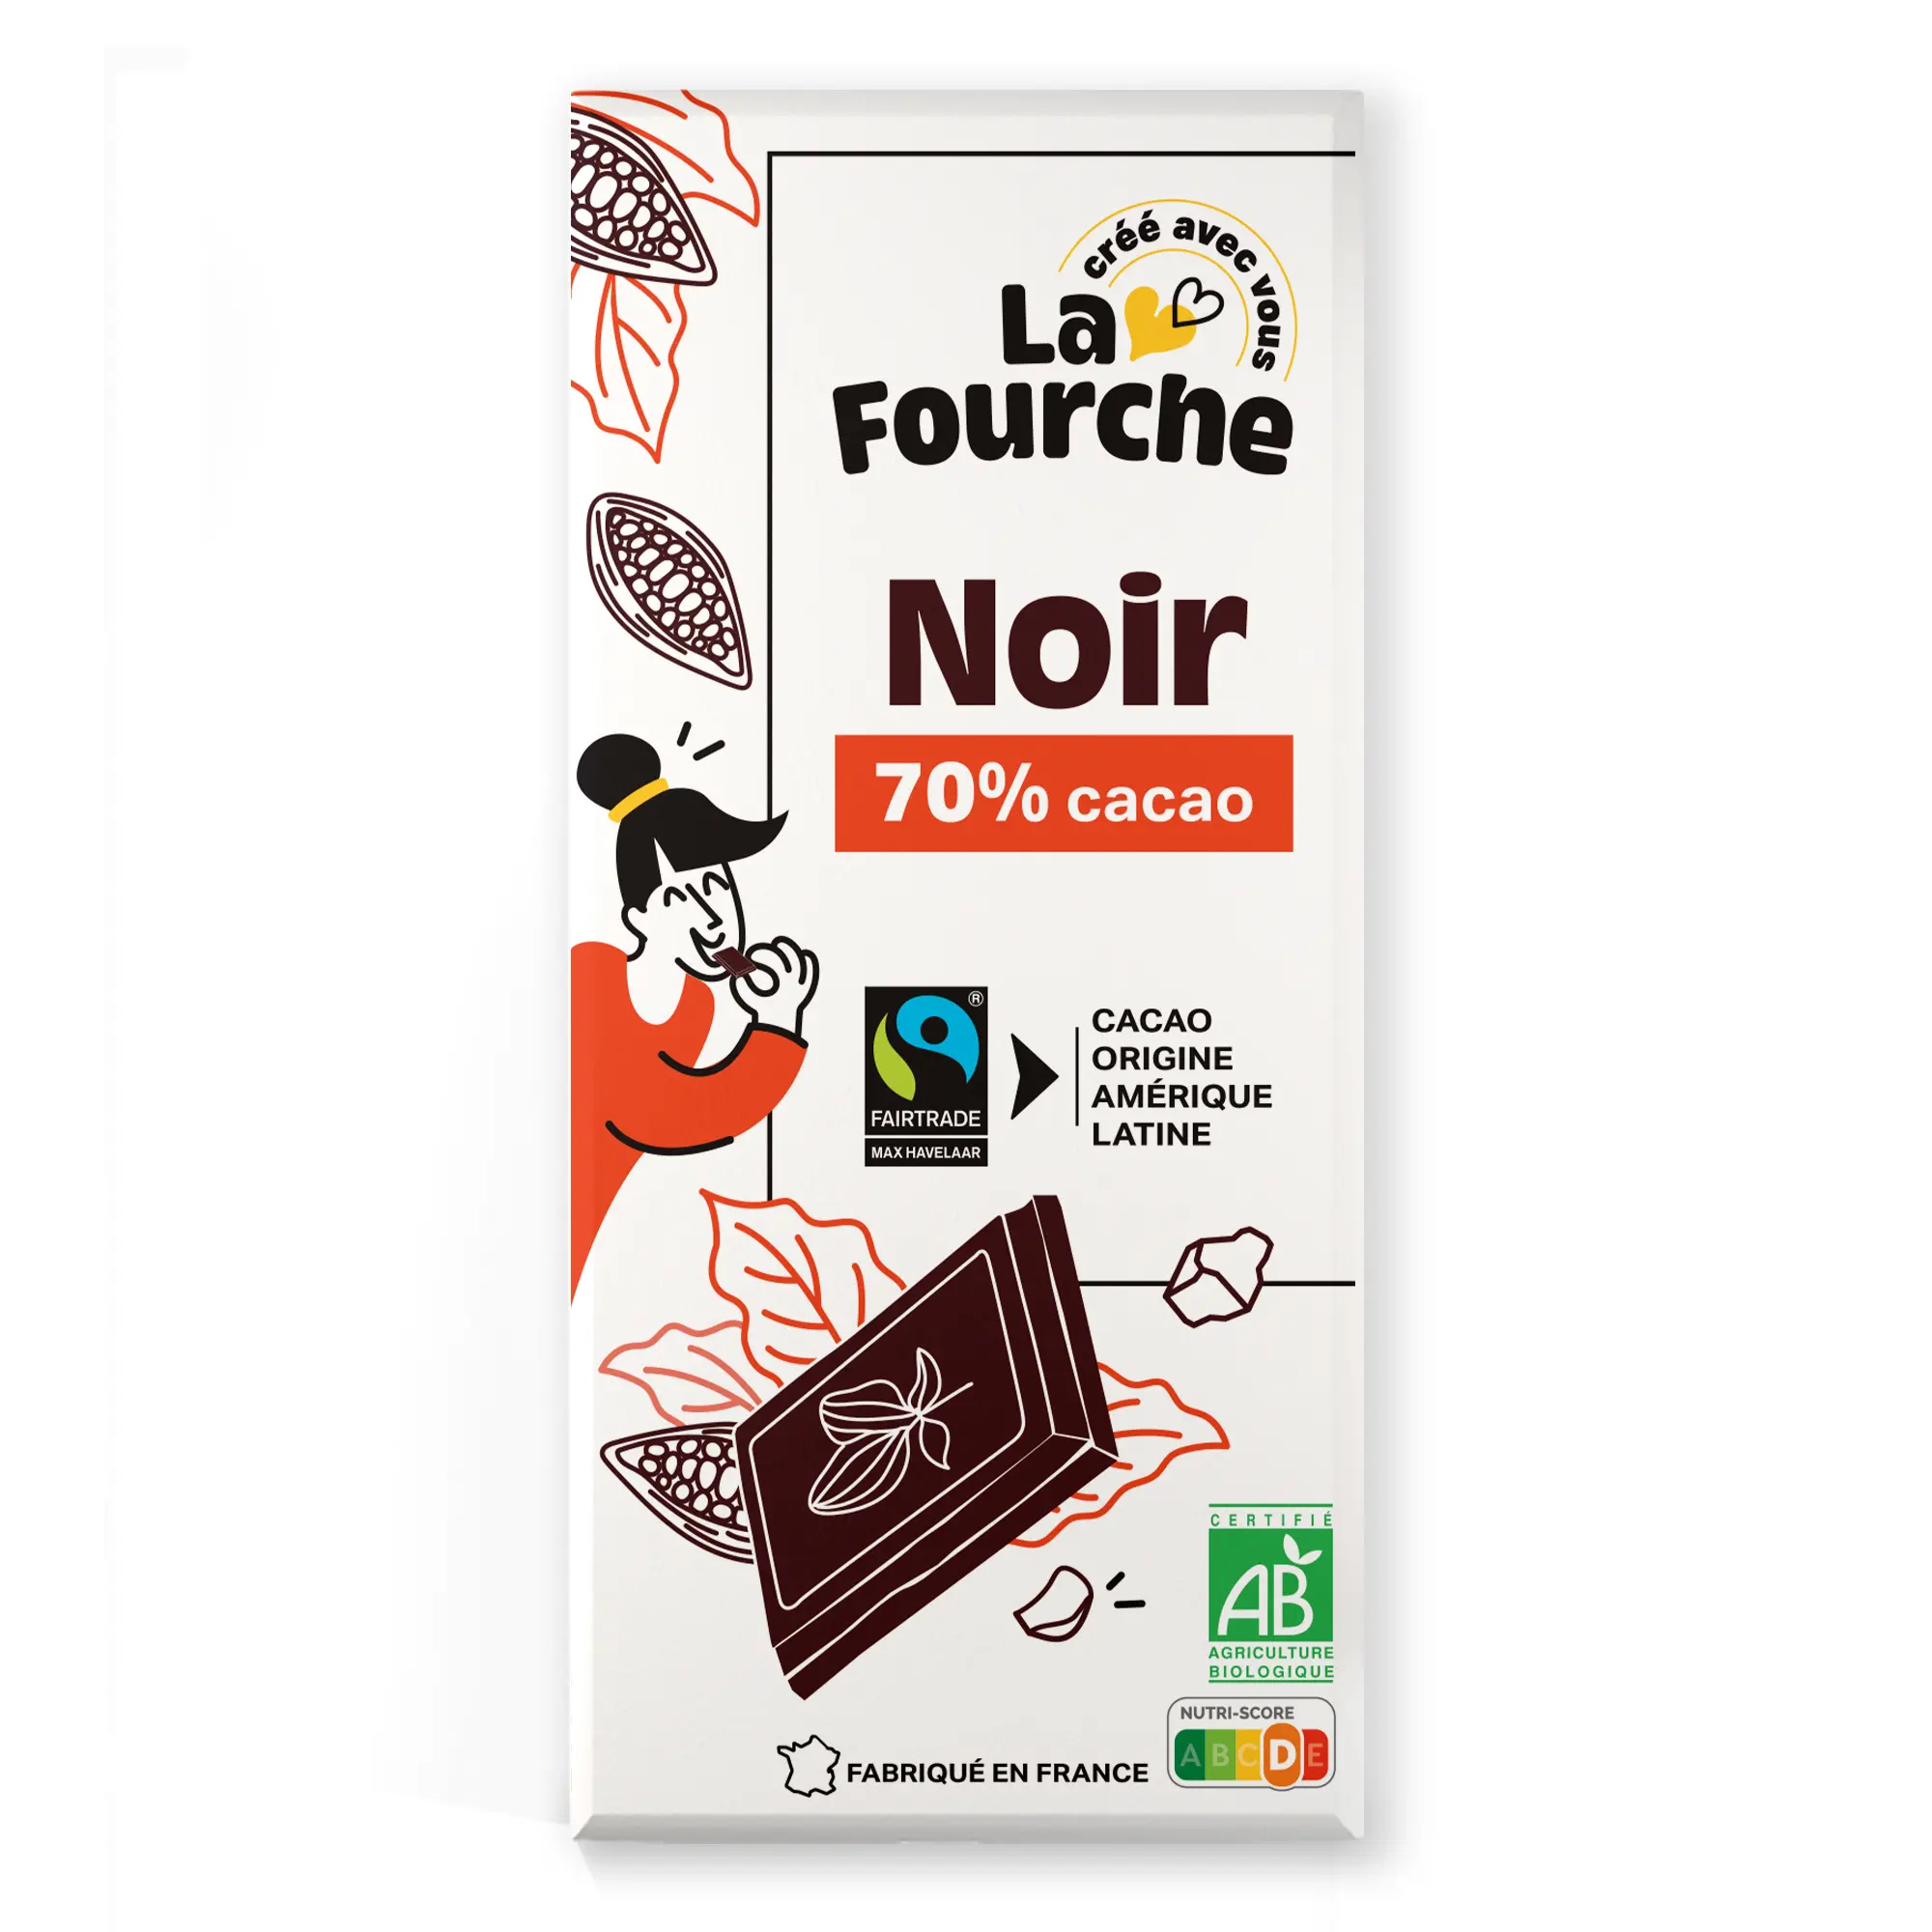 créé avec vous
La
Fourche
Noir
70% cacao
®
FAIRTRADE
MAX HAVELAAR
CACAO
ORIGINE
AMÉRIQUE
LATINE
CERTIFIÉ
AB
AGRICULTURE
BIOLOGIQUE
NUTRI-SCORE
A B C D E
FABRIQUÉ EN FRANCE